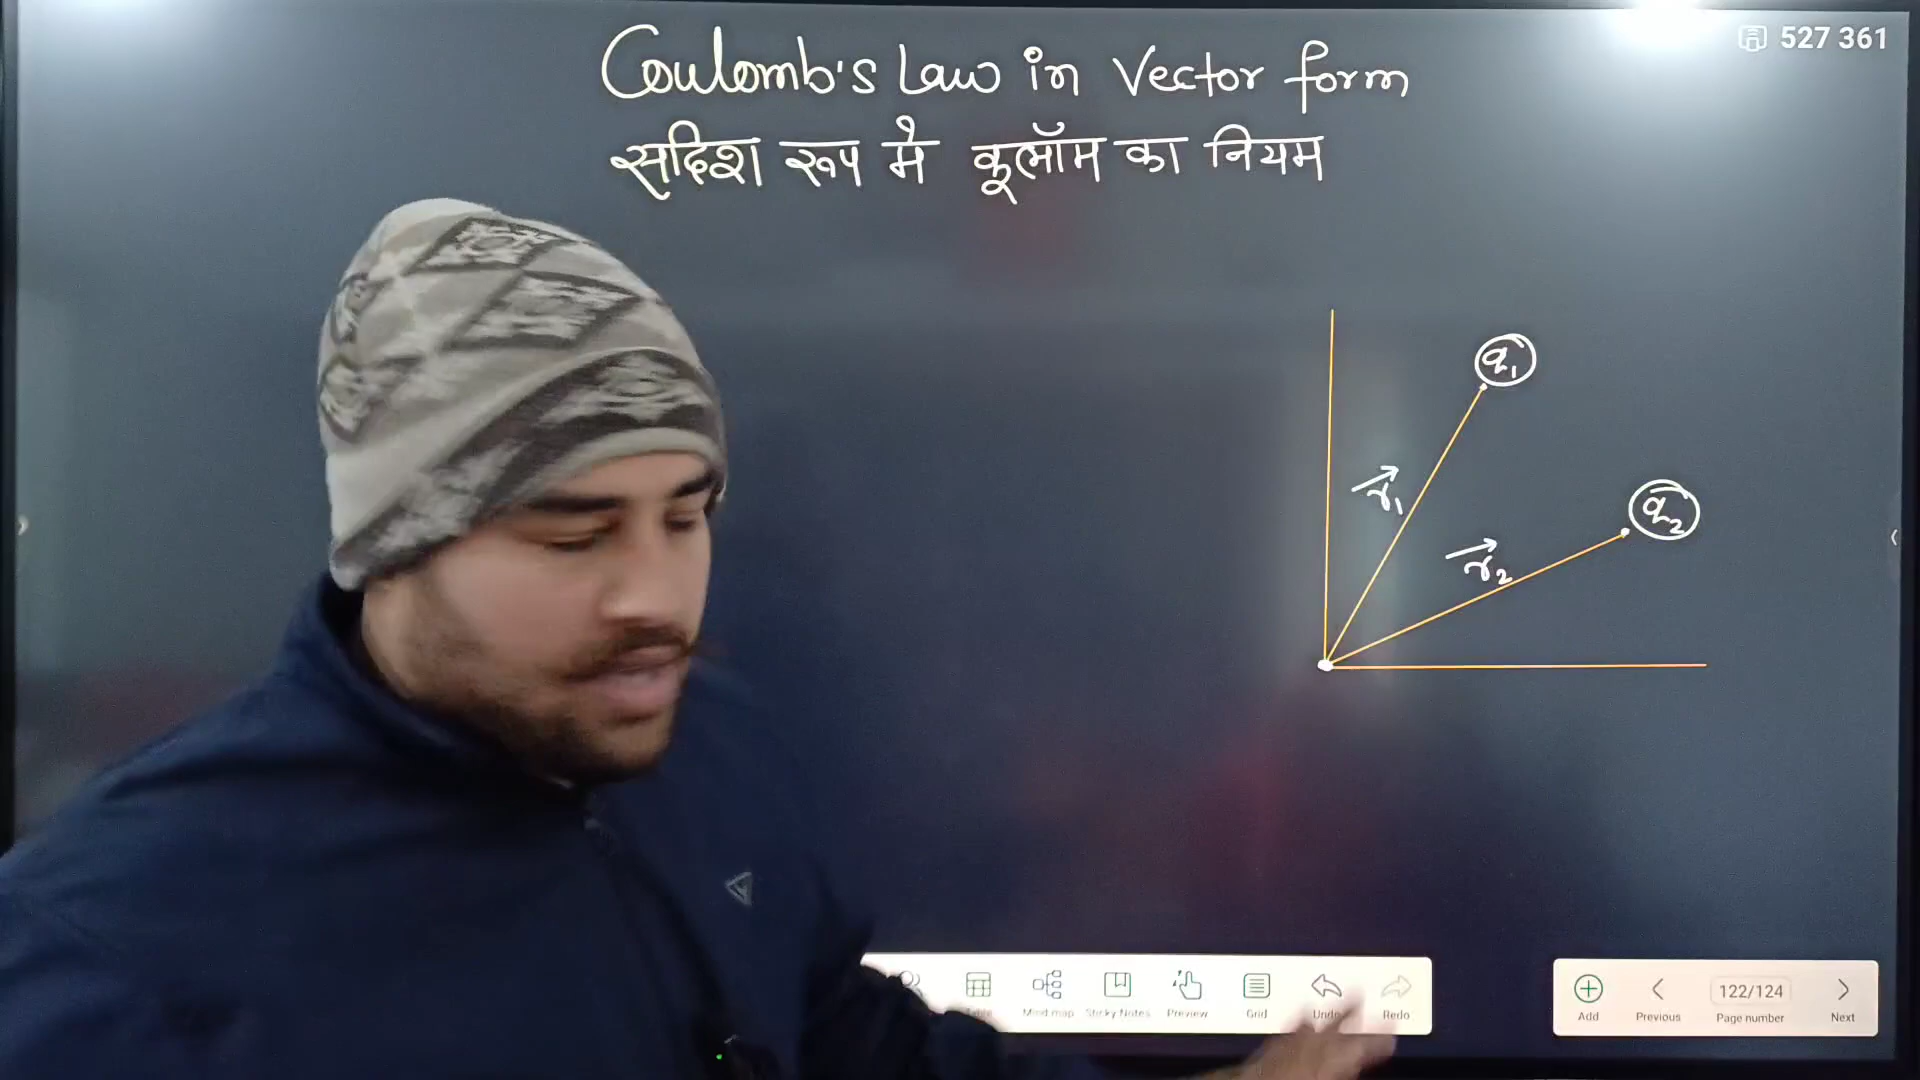 527 361
Coulomb's Law in Vector form
सदिश रूप मे कूलॉम का नियम
q₁
r₁
q₂
r₂
Mind map Sticky Notes Preview Grid Undo Redo
Add Previous 122/124 Page number Next